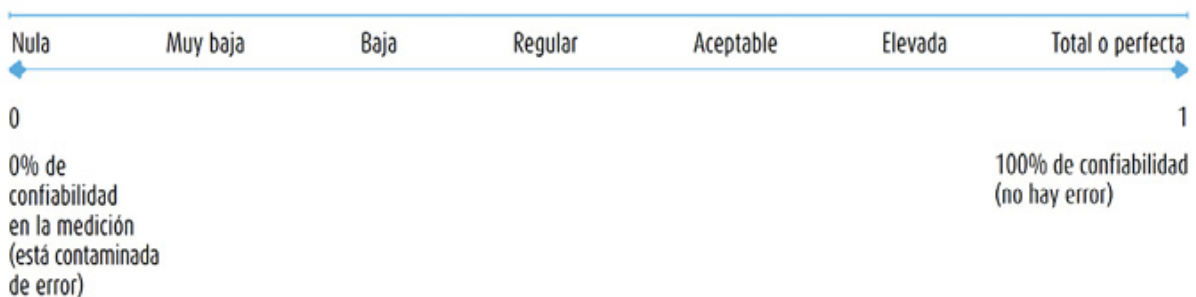 Nula Muy baja Baja Regular Aceptable Elevada Total o perfecta
0 1
0% de
confiabilidad
en la medición
(está contaminada
de error)
100% de confiabilidad
(no hay error)